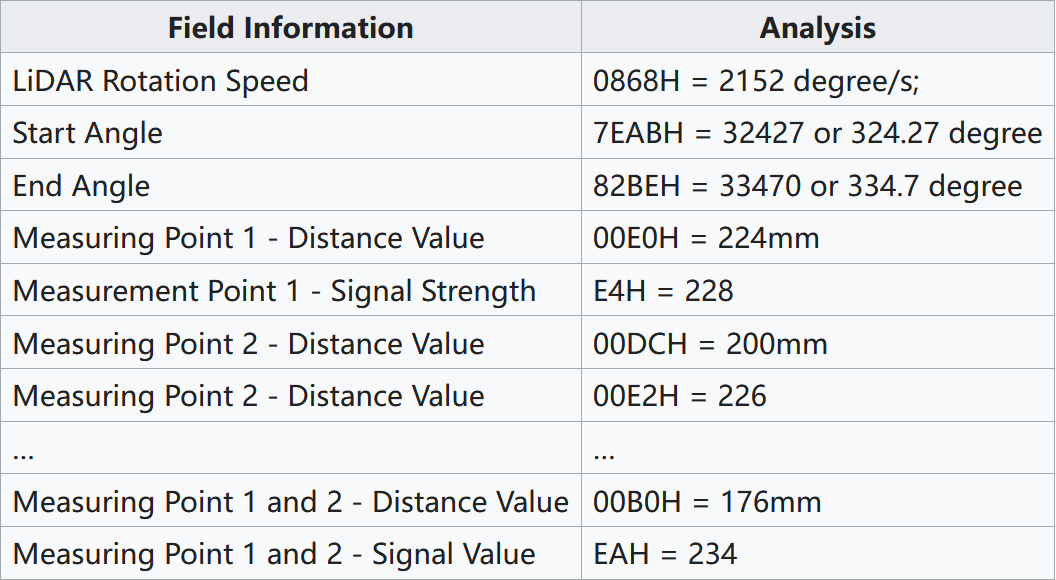 Field Information Analysis
LiDAR Rotation Speed 0868H = 2152 degree/s;
Start Angle 7EABH = 32427 or 324.27 degree
End Angle 82BEH = 33470 or 334.7 degree
Measuring Point 1 - Distance Value 00E0H = 224mm
Measurement Point 1 - Signal Strength E4H = 228
Measuring Point 2 - Distance Value 00DCH = 200mm
Measuring Point 2 - Distance Value 00E2H = 226
... ...
Measuring Point 1 and 2 - Distance Value 00B0H = 176mm
Measuring Point 1 and 2 - Signal Value EAH = 234